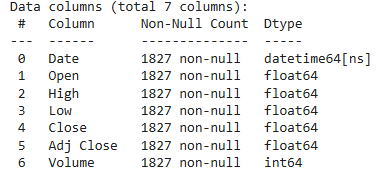 Data columns (total 7 columns):
 #   Column     Non-Null Count  Dtype
---  ------     --------------  -----
 0   Date       1827 non-null   datetime64[ns]
 1   Open       1827 non-null   float64
 2   High       1827 non-null   float64
 3   Low        1827 non-null   float64
 4   Close      1827 non-null   float64
 5   Adj Close  1827 non-null   float64
 6   Volume     1827 non-null   int64